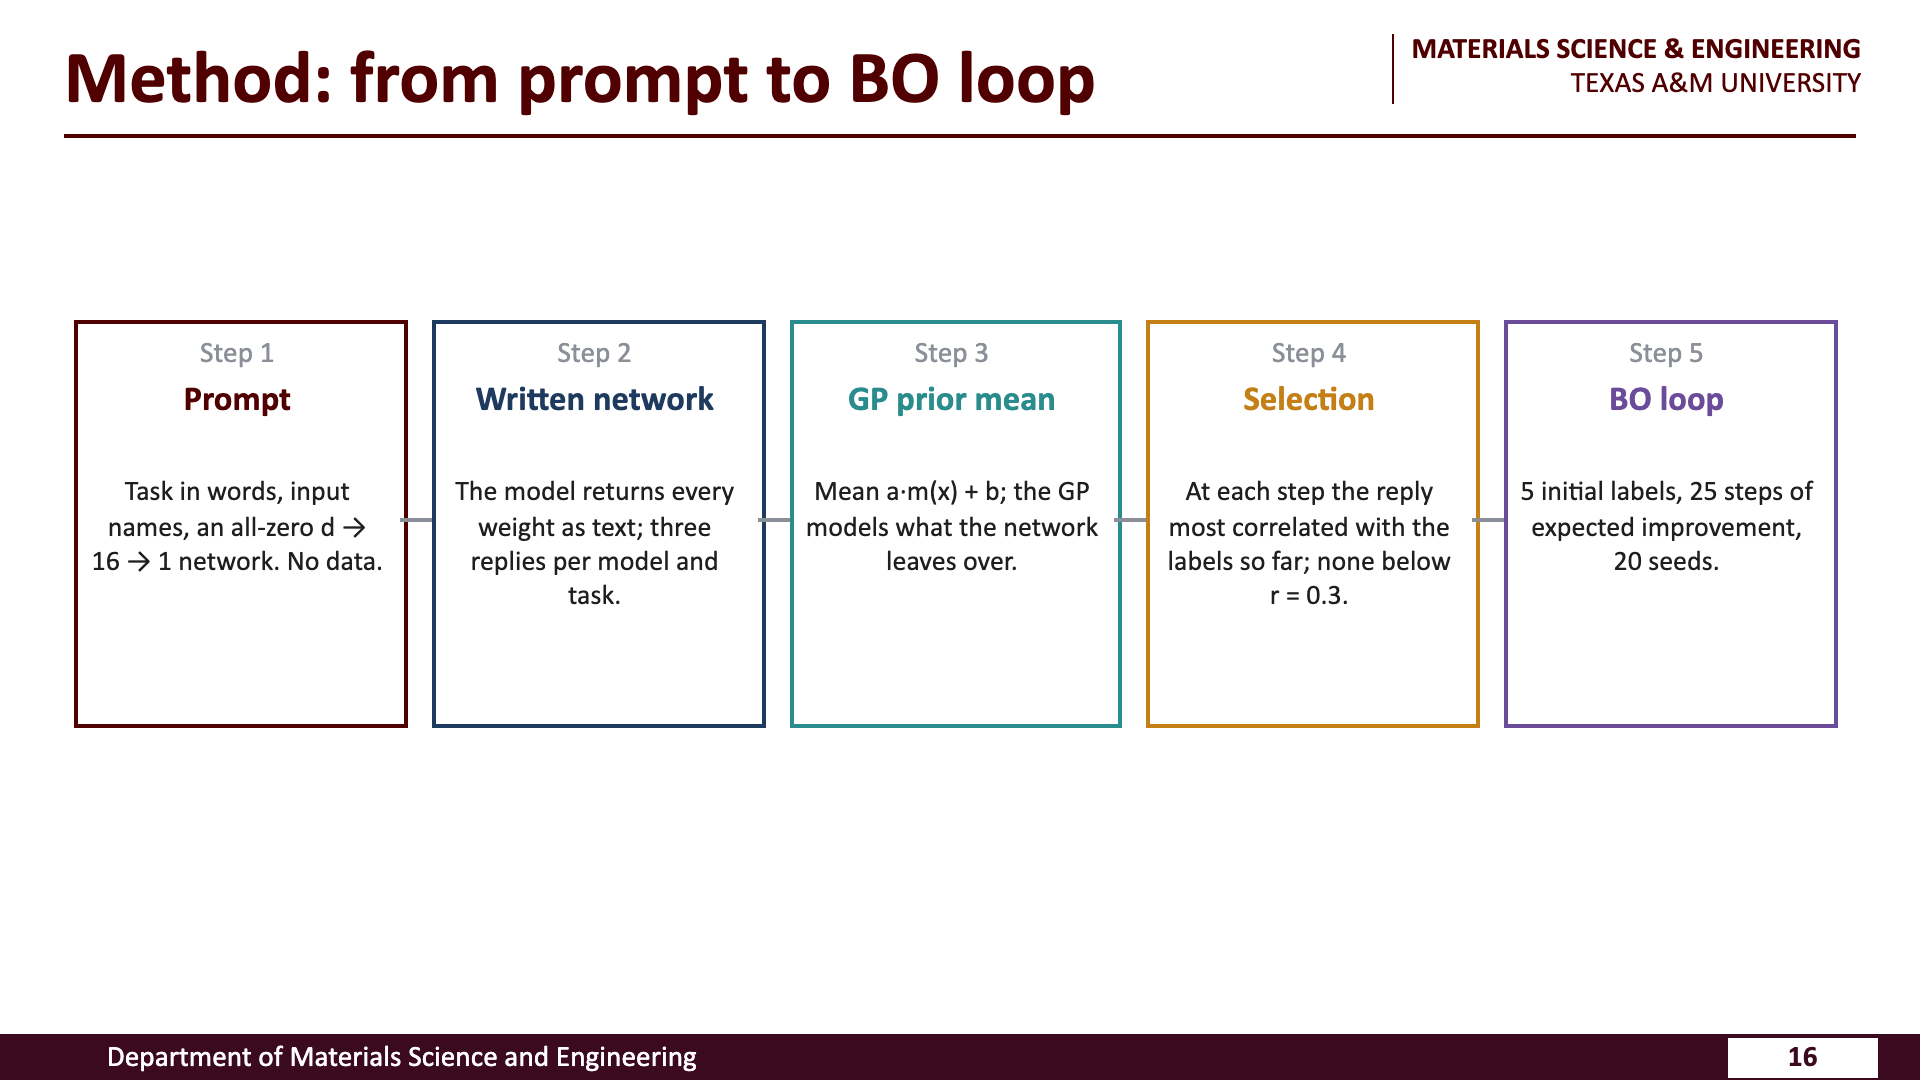 Method: from prompt to BO loop
MATERIALS SCIENCE & ENGINEERING
TEXAS A&M UNIVERSITY
Step 1
Prompt
Task in words, input
names, an all-zero d →
16 → 1 network. No data.
Step 2
Written network
The model returns every
weight as text; three
replies per model and
task.
Step 3
GP prior mean
Mean a·m(x) + b; the GP
models what the network
leaves over.
Step 4
Selection
At each step the reply
most correlated with the
labels so far; none below
r = 0.3.
Step 5
BO loop
5 initial labels, 25 steps of
expected improvement,
20 seeds.
Department of Materials Science and Engineering
16